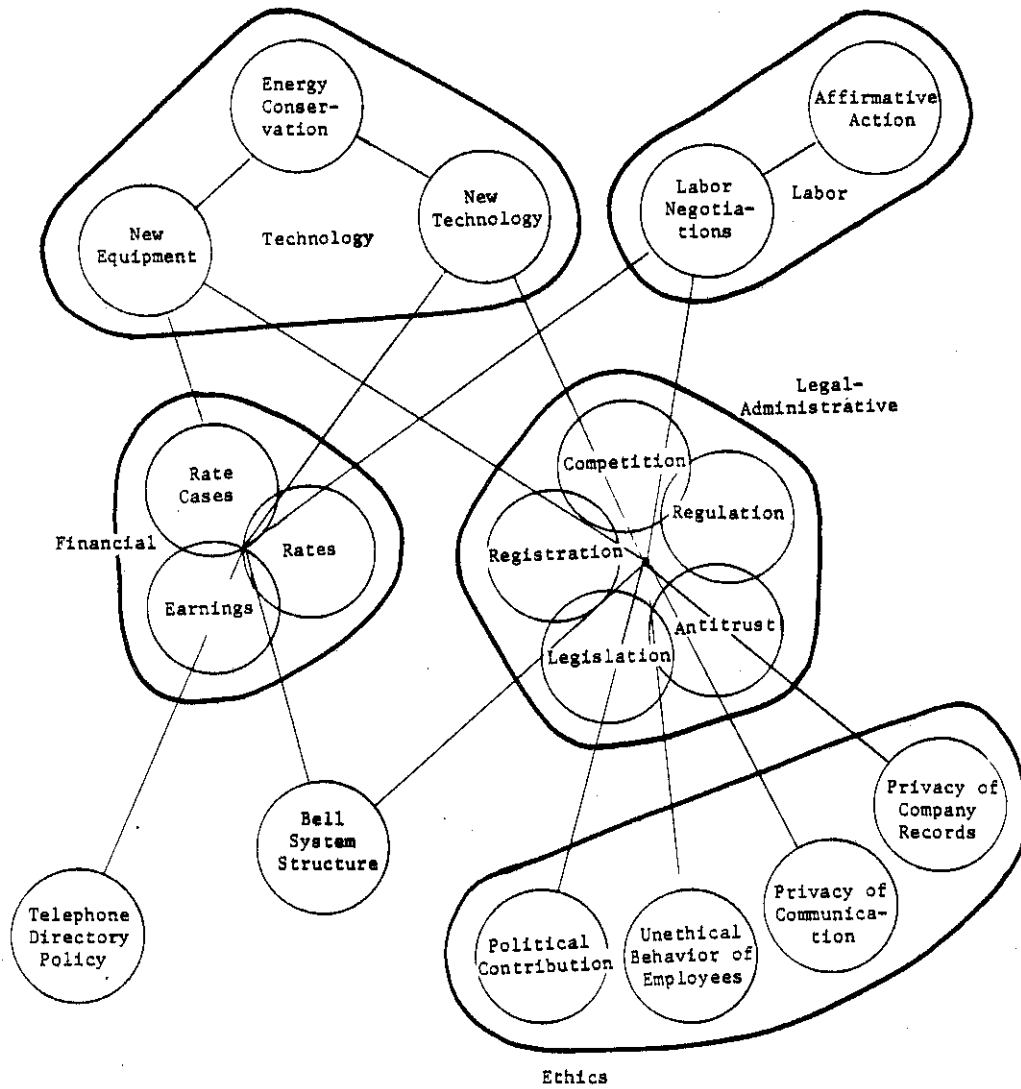 Energy
Conser-
vation
Affirmative
Action
New
Technology
Labor
Negotia-
tions
Labor
New
Equipment
Technology
Legal-
Administrative
Competition
Rate
Cases
Regulation
Financial
Rates
Registration
Earnings
Antitrust
Legislation
Bell
System
Structure
Privacy of
Company
Records
Telephone
Directory
Policy
Political
Contribution
Unethical
Behavior of
Employees
Privacy of
Communica-
tion
Ethics